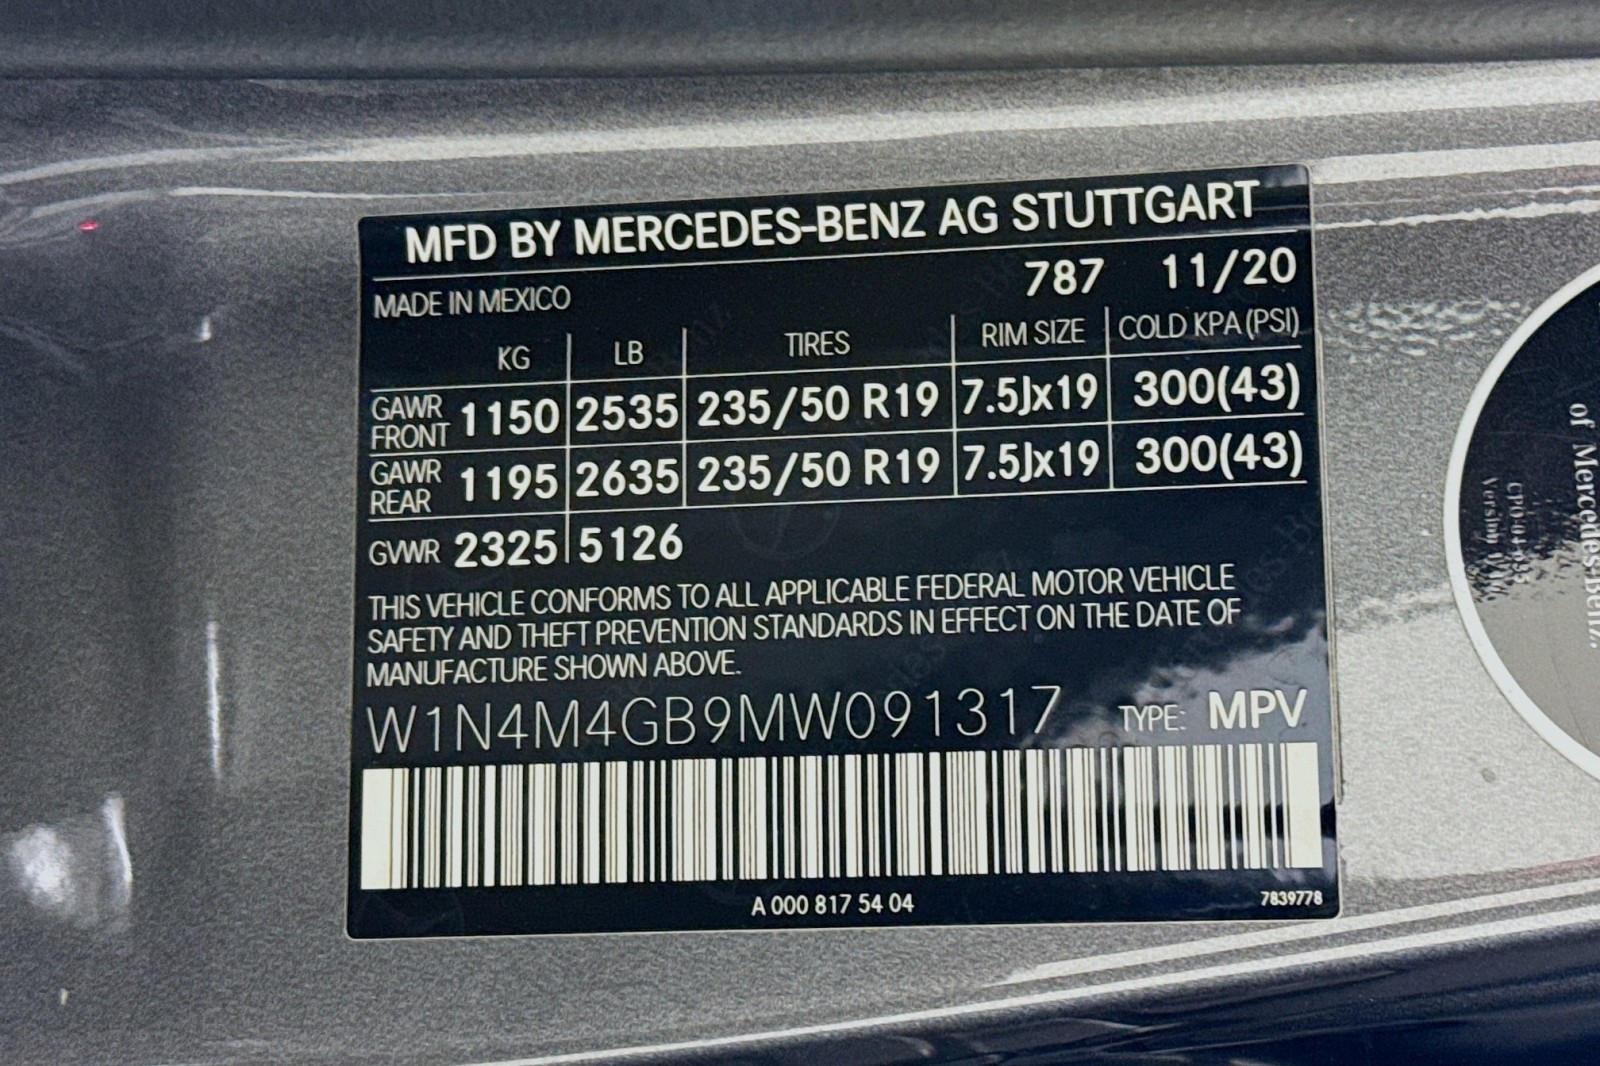 MFD BY MERCEDES-BENZ AG STUTTGART
MADE IN MEXICO 787 11/20
KG LB TIRES RIM SIZE COLD KPA (PSI)
GAWR FRONT 1150 2535 235/50 R19 7.5Jx19 300(43)
GAWR REAR 1195 2635 235/50 R19 7.5Jx19 300(43)
GVWR 2325 5126
THIS VEHICLE CONFORMS TO ALL APPLICABLE FEDERAL MOTOR VEHICLE
SAFETY AND THEFT PREVENTION STANDARDS IN EFFECT ON THE DATE OF
MANUFACTURE SHOWN ABOVE.
W1N4M4GB9MW091317 TYPE: MPV
A 000 817 54 04 7839778
of Mercedes-Benz.